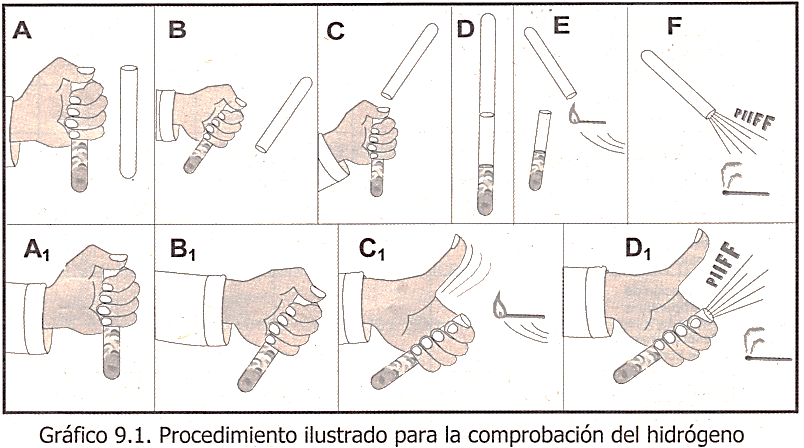 A B C D E F
PIIFF
A1 B1 C1 D1
PIIFF
Gráfico 9.1. Procedimiento ilustrado para la comprobación del hidrógeno